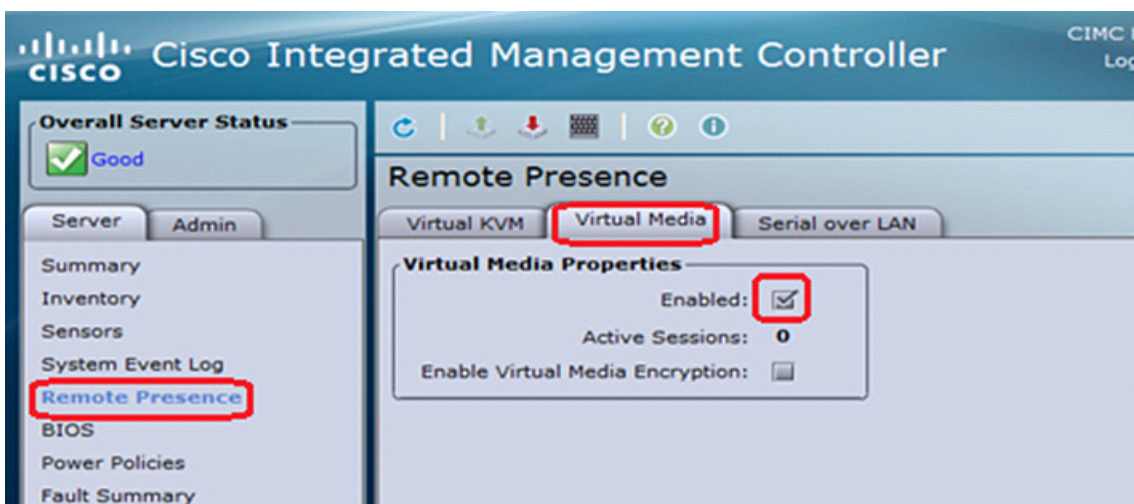 CISCO Cisco Integrated Management Controller
CIMC
Overall Server Status
Good
Server Admin
Summary
Inventory
Sensors
System Event Log
Remote Presence
BIOS
Power Policies
Fault Summary
Remote Presence
Virtual KVM Virtual Media Serial over LAN
Virtual Media Properties
Enabled:
Active Sessions: 0
Enable Virtual Media Encryption: